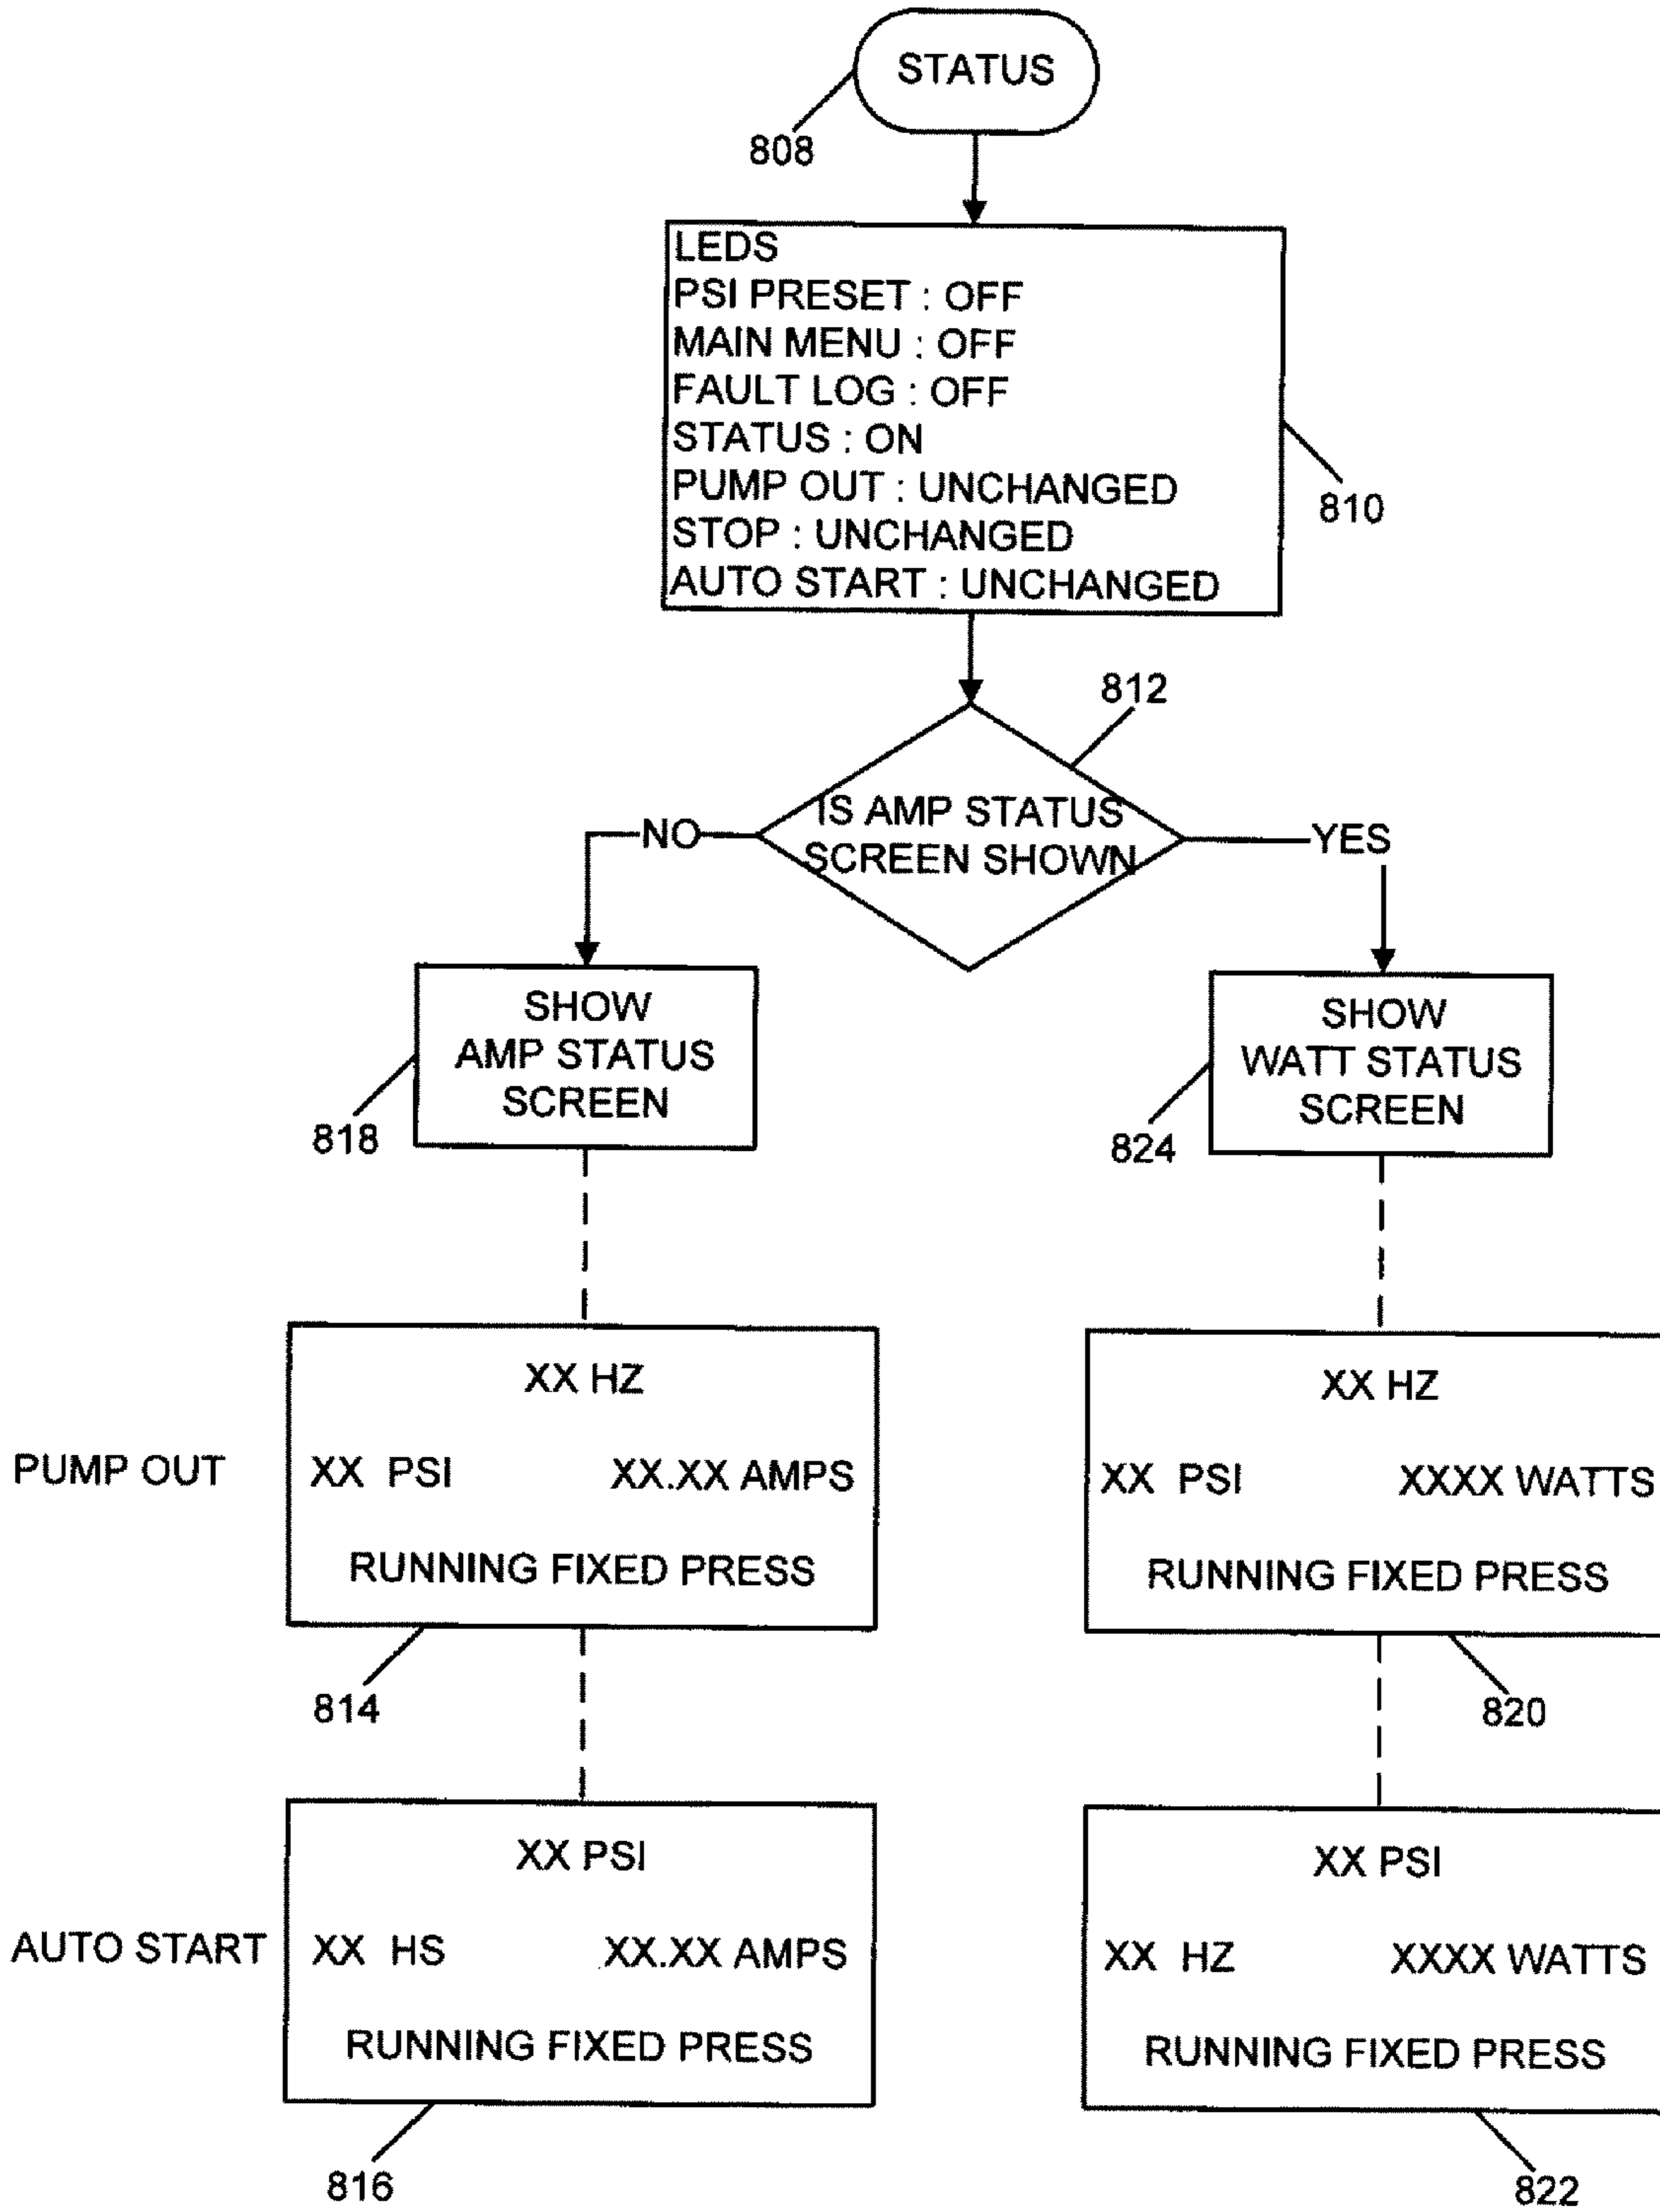 STATUS
808
LEDS
PSI PRESET : OFF
MAIN MENU : OFF
FAULT LOG : OFF
STATUS : ON
PUMP OUT : UNCHANGED
STOP : UNCHANGED
AUTO START : UNCHANGED
810
812
IS AMP STATUS
SCREEN SHOWN
NO
YES
SHOW
AMP STATUS
SCREEN
818
SHOW
WATT STATUS
SCREEN
824
PUMP OUT
XX HZ
XX PSI XX.XX AMPS
RUNNING FIXED PRESS
814
XX HZ
XX PSI XXXX WATTS
RUNNING FIXED PRESS
820
AUTO START
XX PSI
XX HS XX.XX AMPS
RUNNING FIXED PRESS
816
XX PSI
XX HZ XXXX WATTS
RUNNING FIXED PRESS
822